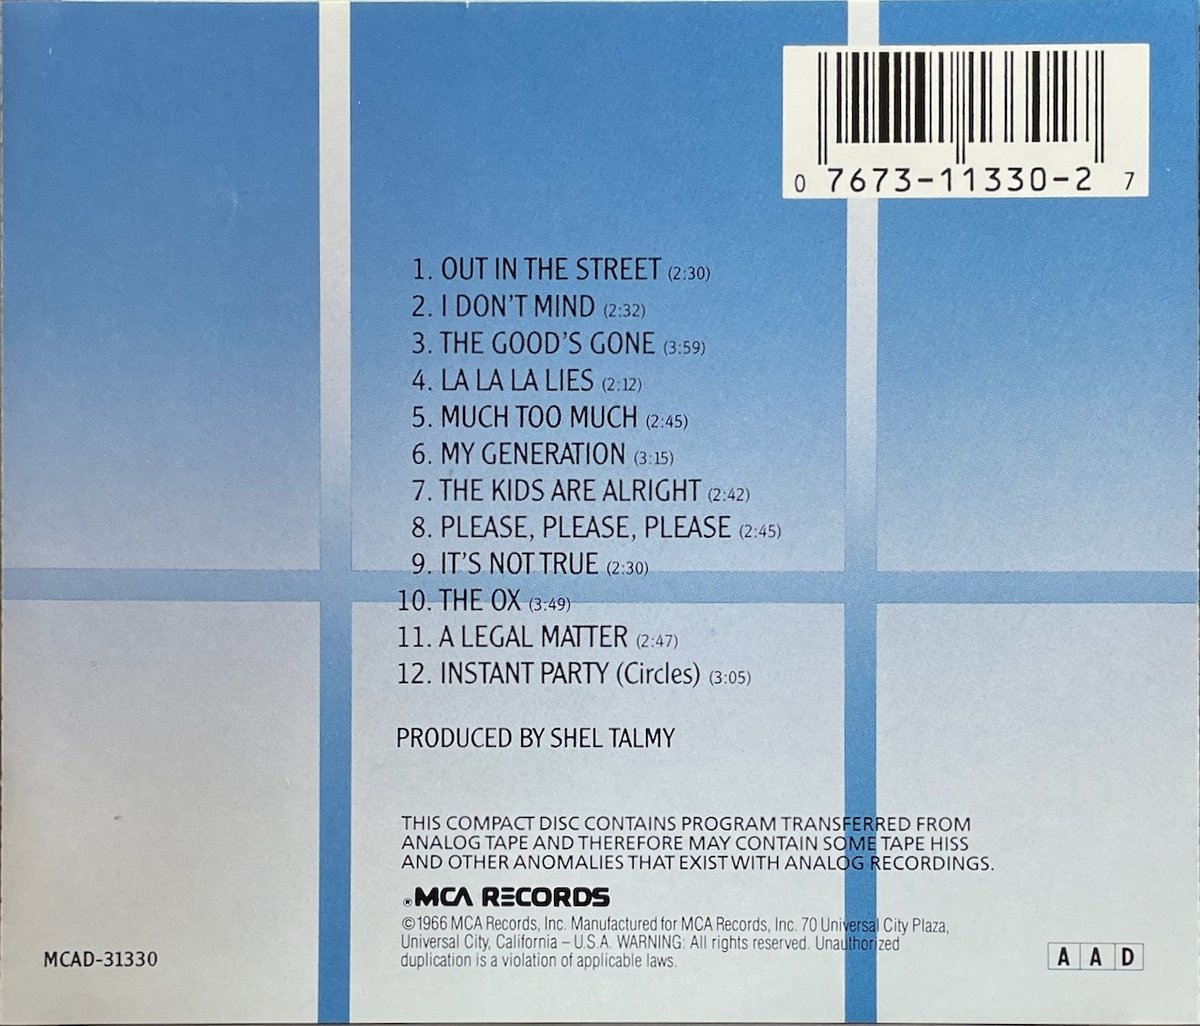 0 7673-11330-2 7
1. OUT IN THE STREET (2:30)
2. I DON'T MIND (2:32)
3. THE GOOD'S GONE (3:59)
4. LA LA LA LIES (2:12)
5. MUCH TOO MUCH (2:45)
6. MY GENERATION (3:15)
7. THE KIDS ARE ALRIGHT (2:42)
8. PLEASE, PLEASE, PLEASE (2:45)
9. IT'S NOT TRUE (2:30)
10. THE OX (3:49)
11. A LEGAL MATTER (2:47)
12. INSTANT PARTY (Circles) (3:05)
PRODUCED BY SHEL TALMY
THIS COMPACT DISC CONTAINS PROGRAM TRANSFERRED FROM
ANALOG TAPE AND THEREFORE MAY CONTAIN SOME TAPE HISS
AND OTHER ANOMALIES THAT EXIST WITH ANALOG RECORDINGS.
®MCA RECORDS
©1966 MCA Records, Inc. Manufactured for MCA Records, Inc. 70 Universal City Plaza,
Universal City, California – U.S.A. WARNING: All rights reserved. Unauthorized
duplication is a violation of applicable laws.
MCAD-31330
A A D